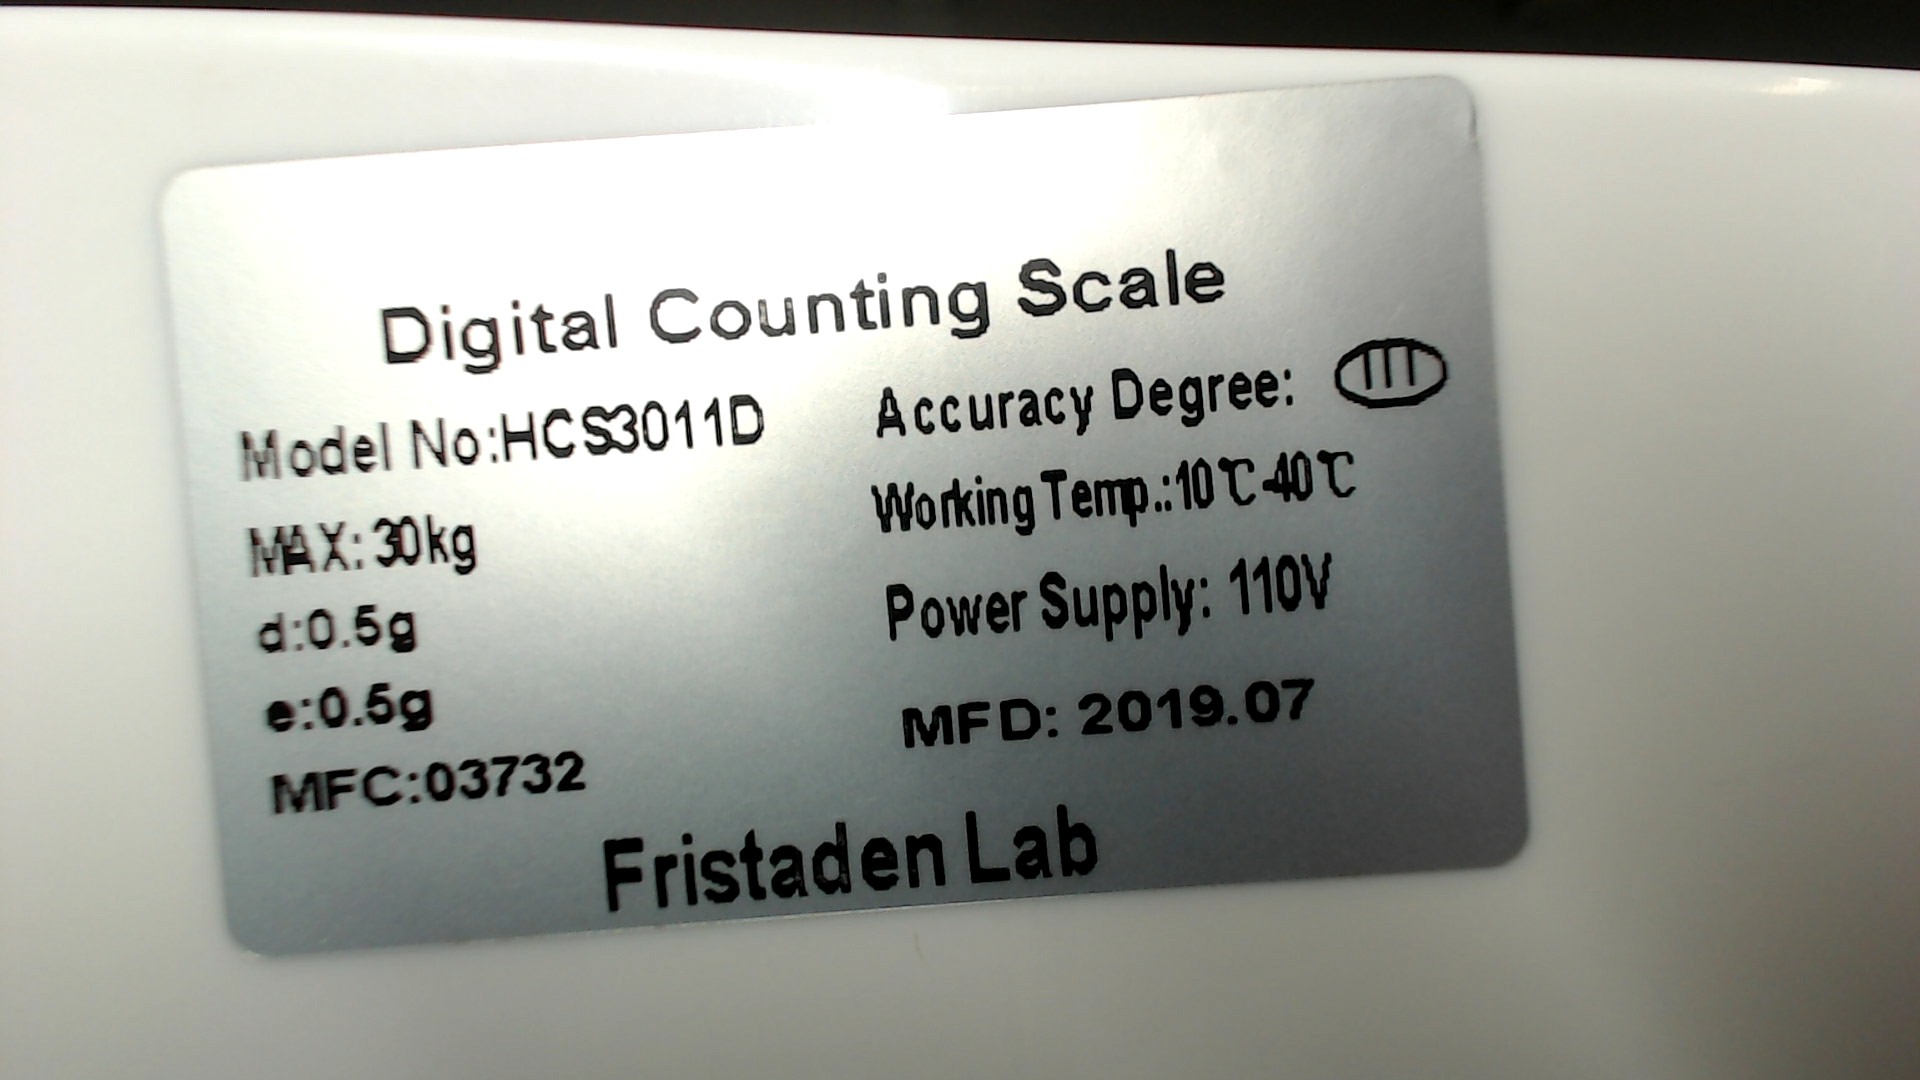 Digital Counting Scale
Model No:HCS3011D
Accuracy Degree: III
MAX:30kg
Working Temp.:10℃-40℃
d:0.5g
Power Supply: 110V
e:0.5g
MFD: 2019.07
MFC:03732
Fristaden Lab